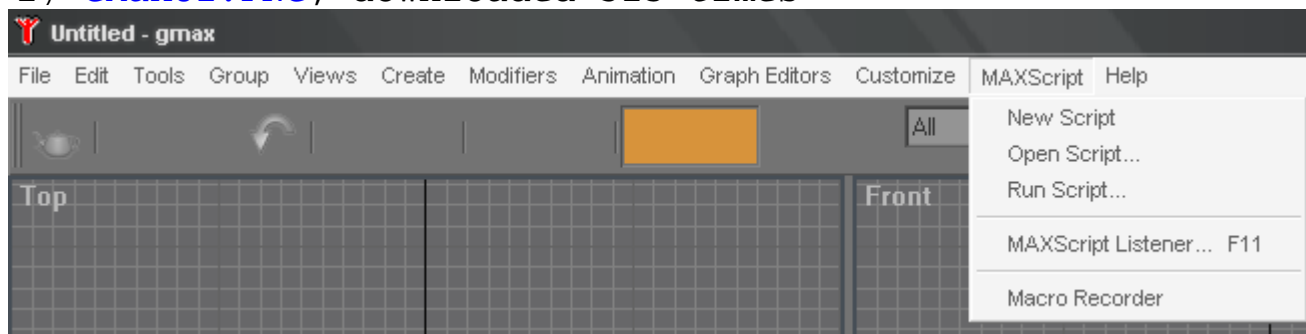 Untitled - gmax
File Edit Tools Group Views Create Modifiers Animation Graph Editors Customize MAXScript Help
All
New Script
Open Script...
Run Script...
MAXScript Listener... F11
Macro Recorder
Top
Front